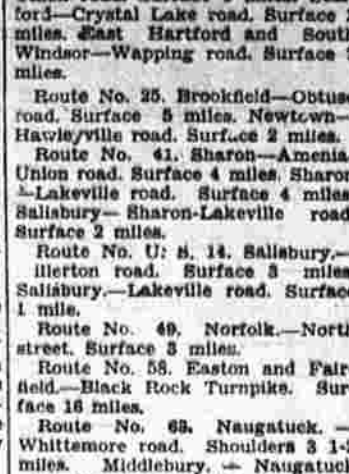 ford—Crystal Lake road. Surface
miles. East Hartford and South
Windsor—Wapping road. Surface
miles.
Route No. 25. Brookfield—Obtuse
road. Surface 5 miles. Newtown—
Hawleyville road. Surface 2 miles.
Route No. 41. Sharon—Amenia
Union road. Surface 4 miles, Sharon
—Lakeville road. Surface 4 miles
Salisbury—Sharon-Lakeville road
Surface 2 miles.
Route No. U: S. 14. Salisbury.—
illerton road. Surface 3 miles
Salisbury.—Lakeville road. Surface
1 mile.
Route No. 49. Norfolk.—North
street. Surface 3 miles.
Route No. 58. Easton and Fair
field.—Black Rock Turnpike. Sur
face 16 miles.
Route No. 63. Naugatuck. —
Whittemore road. Shoulders 3 1-
miles. Middlebury. — Naugatuck